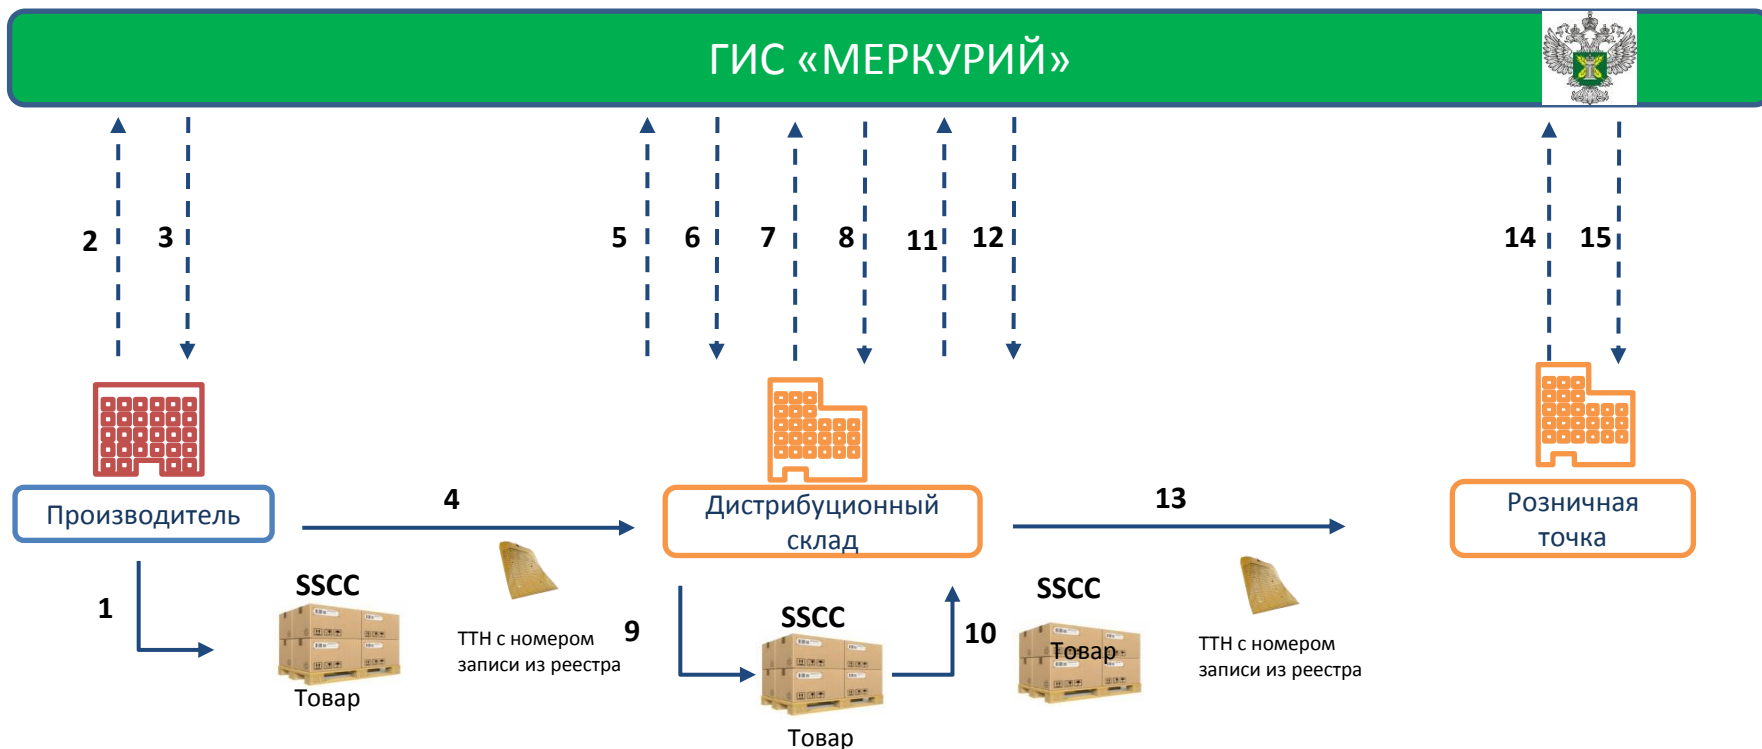 ГИС «МЕРКУРИЙ»
2
3
5
6
7
8
11
12
14
15
Производитель
4
Дистрибуционный
склад
13
Розничная
точка
1
SSCC
Товар
ТТН с номером
записи из реестра
9
SSCC
Товар
10
SSCC
Товар
ТТН с номером
записи из реестра